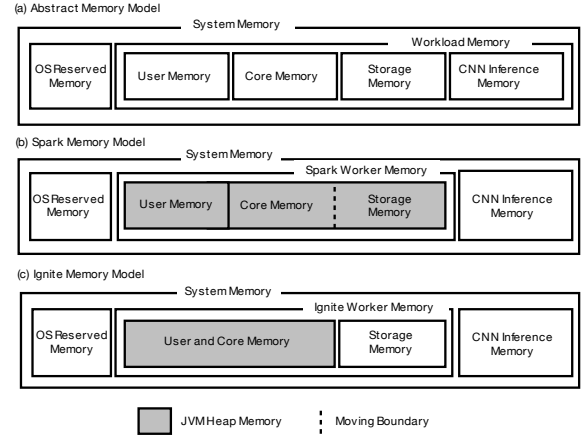 (a) Abstract Memory Model
System Memory
Workload Memory
OS Reserved
Memory
User Memory
Core Memory
Storage
Memory
CNN Inference
Memory
(b) Spark Memory Model
System Memory
Spark Worker Memory
OS Reserved
Memory
User Memory
Core Memory
Storage
Memory
CNN Inference
Memory
(c) Ignite Memory Model
System Memory
Ignite Worker Memory
OS Reserved
Memory
User and Core Memory
Storage
Memory
CNN Inference
Memory
JVM Heap Memory
Moving Boundary